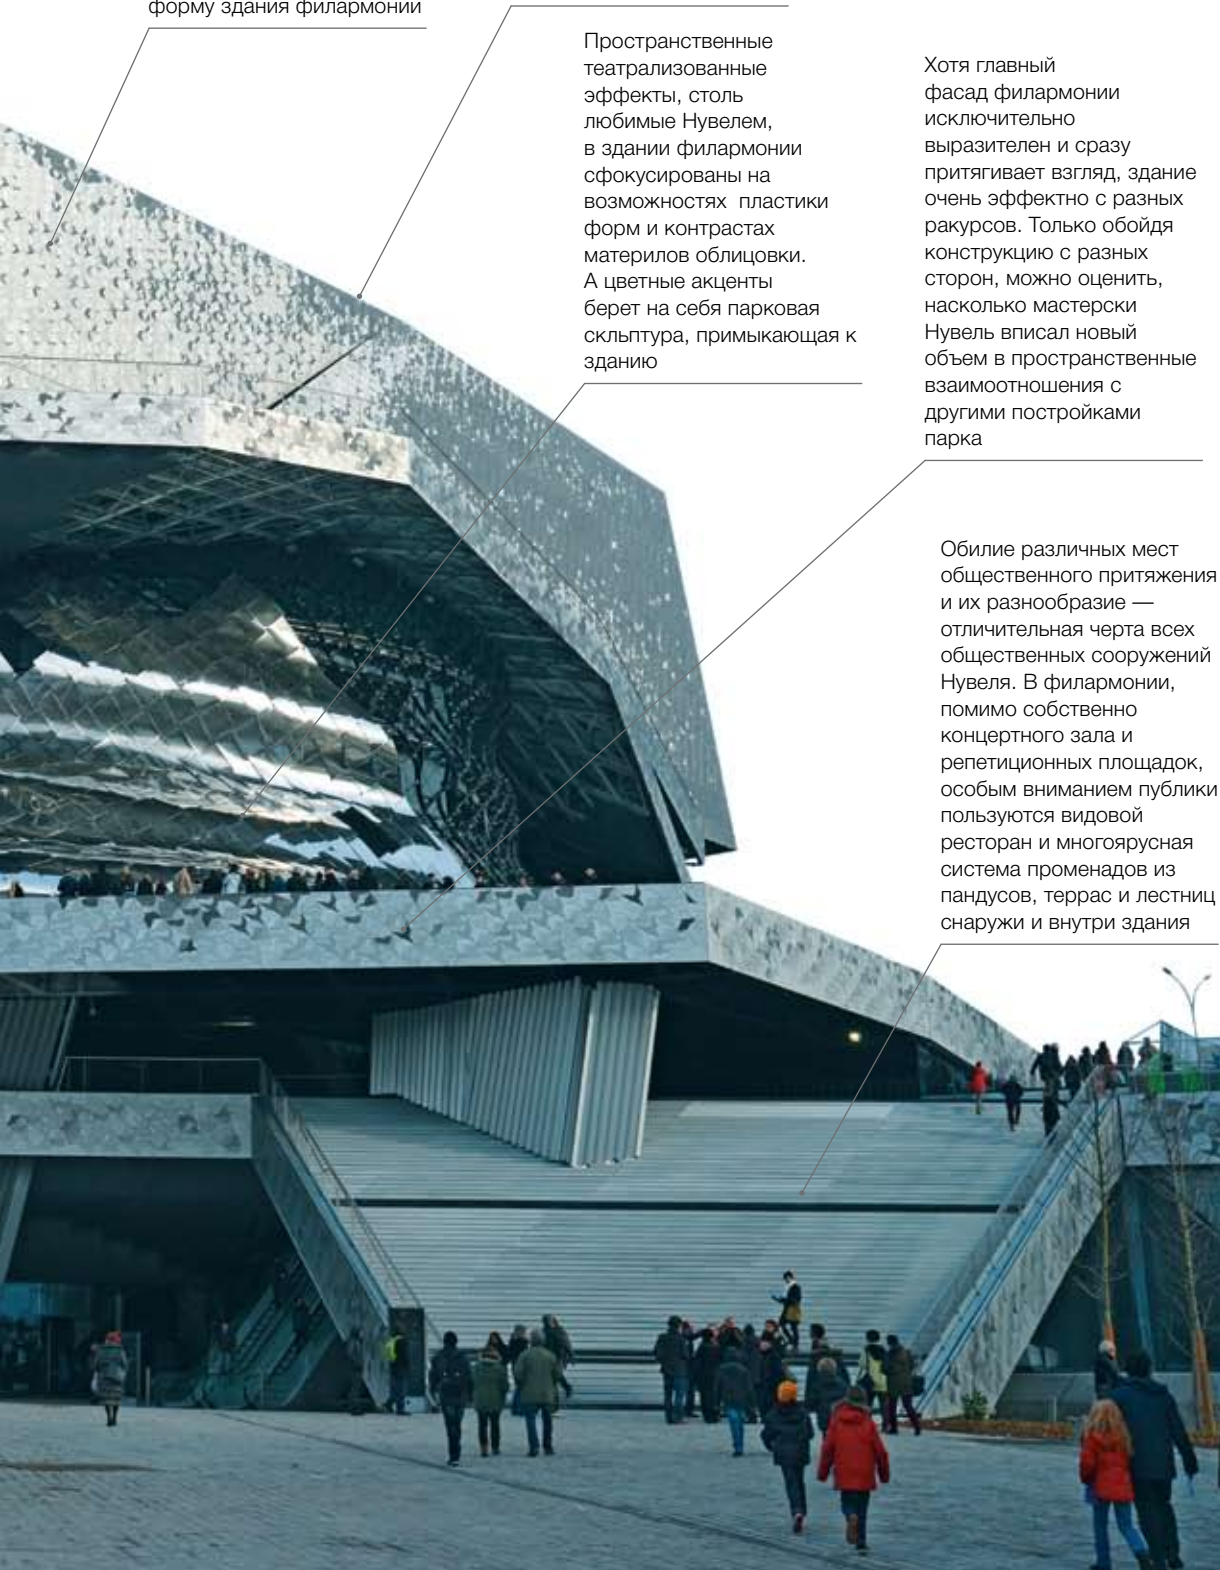 форму здания филармонии
Пространственные
театрализованные
эффекты, столь
любимые Нувелем,
в здании филармонии
сфокусированы на
возможностях пластики
форм и контрастах
материлов облицовки.
А цветные акценты
берет на себя парковая
скльптура, примыкающая к
зданию
Хотя главный
фасад филармонии
исключительно
выразителен и сразу
притягивает взгляд, здание
очень эффектно с разных
ракурсов. Только обойдя
конструкцию с разных
сторон, можно оценить,
насколько мастерски
Нувель вписал новый
объем в пространственные
взаимоотношения с
другими постройками
парка
Обилие различных мест
общественного притяжения
и их разнообразие —
отличительная черта всех
общественных сооружений
Нувеля. В филармонии,
помимо собственно
концертного зала и
репетиционных площадок,
особым вниманием публики
пользуются видовой
ресторан и многоярусная
система променадов из
пандусов, террас и лестниц
снаружи и внутри здания